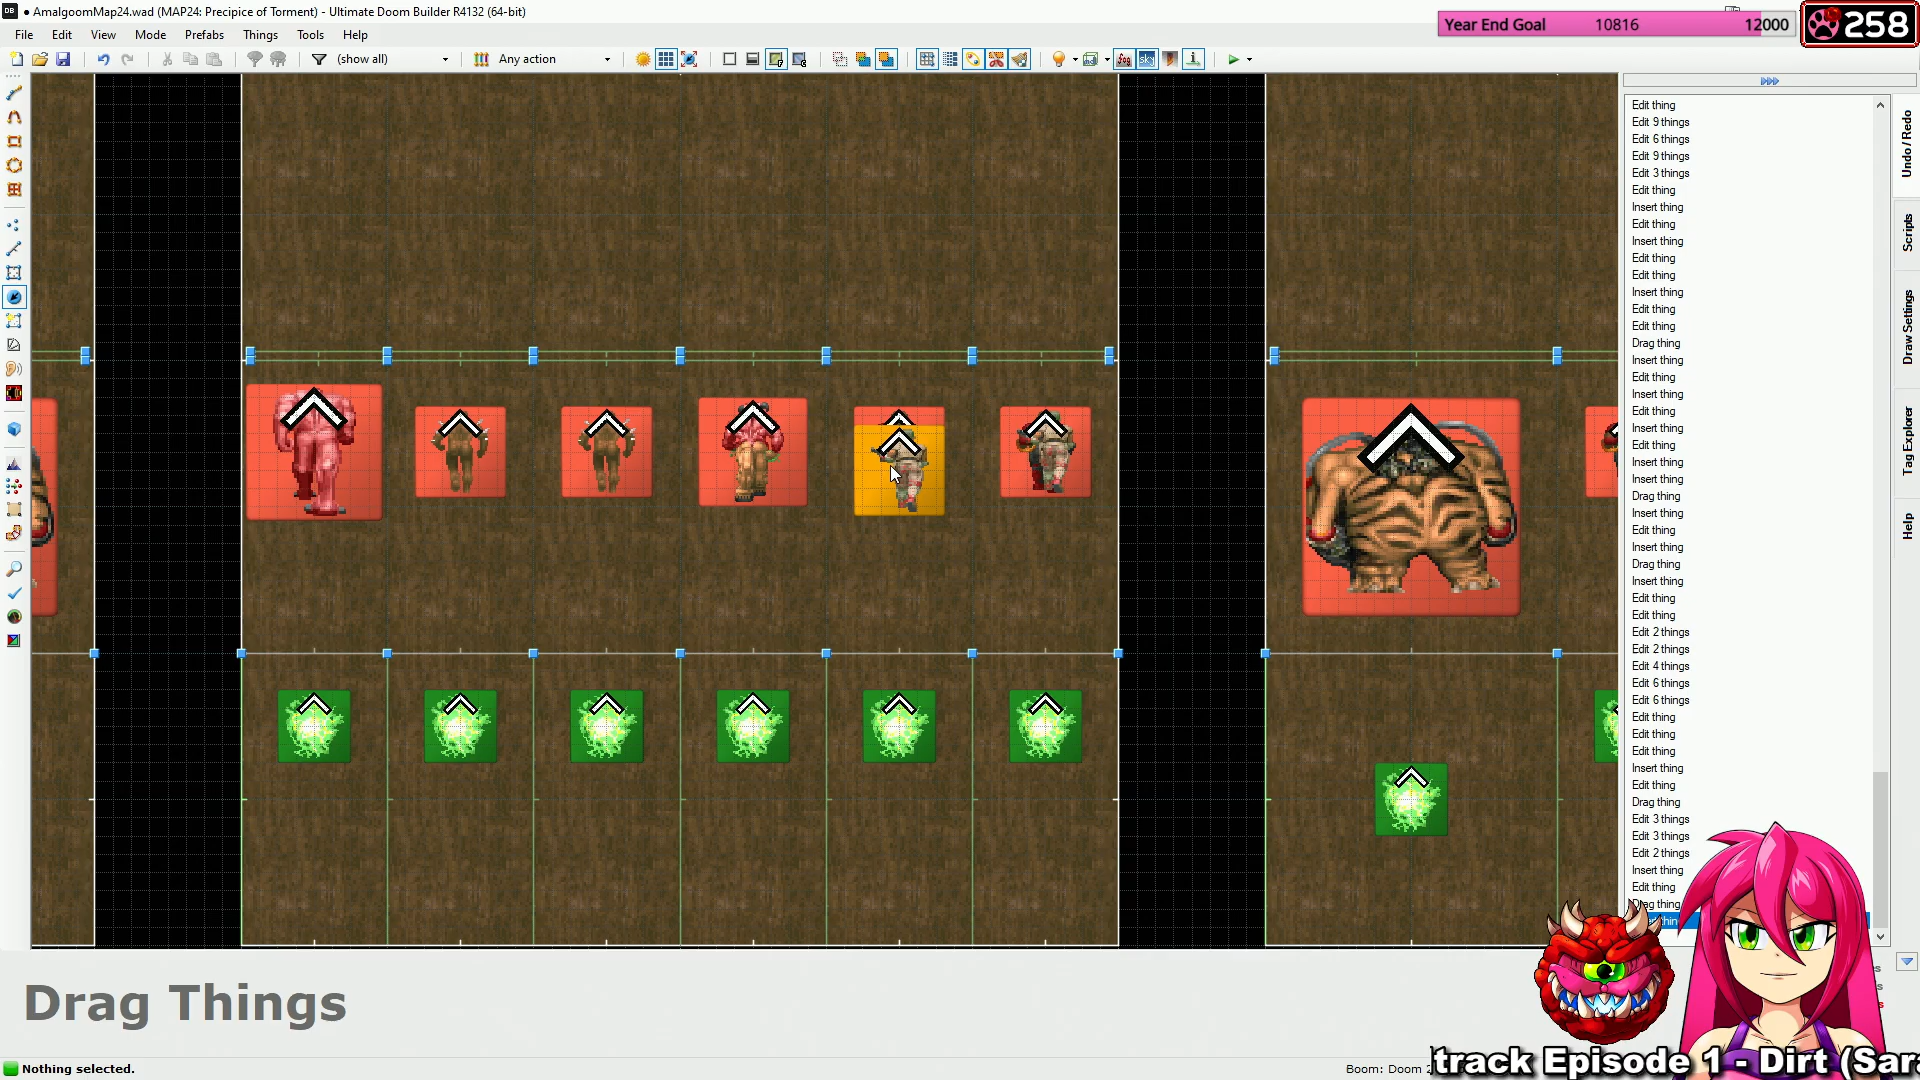 AmalgoomMap24.wad (MAP24: Precipice of Torment) - Ultimate Doom Builder R4132 (64-bit)
Year End Goal 10816 12000
258
File Edit View Mode Prefabs Things Tools Help
(show all)
Any action
Edit thing
Edit 9 things
Edit 6 things
Edit 9 things
Edit 3 things
Edit thing
Insert thing
Edit thing
Insert thing
Edit thing
Edit thing
Insert thing
Edit thing
Edit thing
Drag thing
Insert thing
Edit thing
Insert thing
Edit thing
Insert thing
Edit thing
Insert thing
Insert thing
Drag thing
Insert thing
Edit thing
Insert thing
Drag thing
Insert thing
Edit thing
Edit thing
Edit 2 things
Edit 2 things
Edit 4 things
Edit 6 things
Edit 6 things
Edit thing
Edit thing
Edit thing
Insert thing
Edit thing
Drag thing
Edit 3 things
Edit 3 things
Edit 2 things
Insert thing
Edit thing
Drag thing
Undo / Redo
Scripts
Draw Settings
Tag Explorer
Help
Drag Things
Nothing selected.
Boom: Doom
track Episode 1 - Dirt (Sar